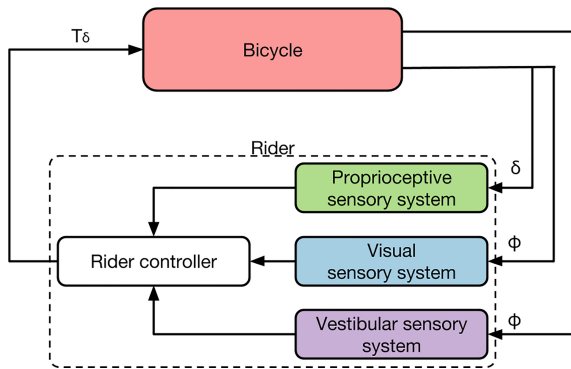 Tδ
Bicycle
Rider
Proprioceptive
sensory system
δ
Rider controller
Visual
sensory system
ϕ
Vestibular sensory
system
ϕ